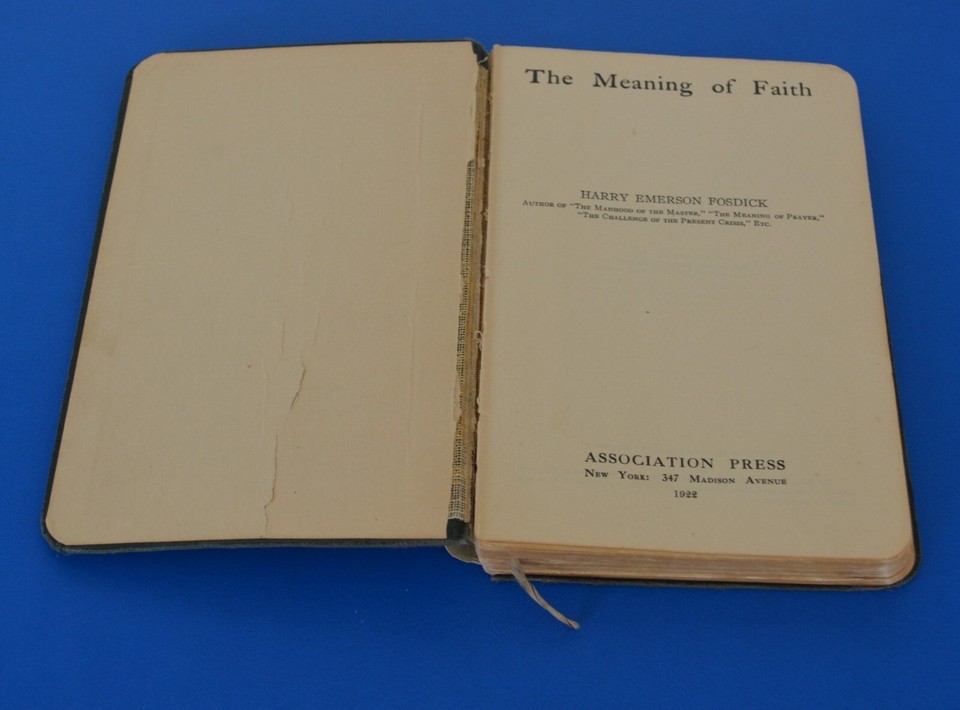 The Meaning of Faith
HARRY EMERSON FOSDICK
AUTHOR OF "THE MANHOOD OF THE MASTER," "THE MEANING OF PRAYER,"
"THE CHALLENGE OF THE PRESENT CRISIS," ETC.
ASSOCIATION PRESS
NEW YORK: 347 MADISON AVENUE
1922